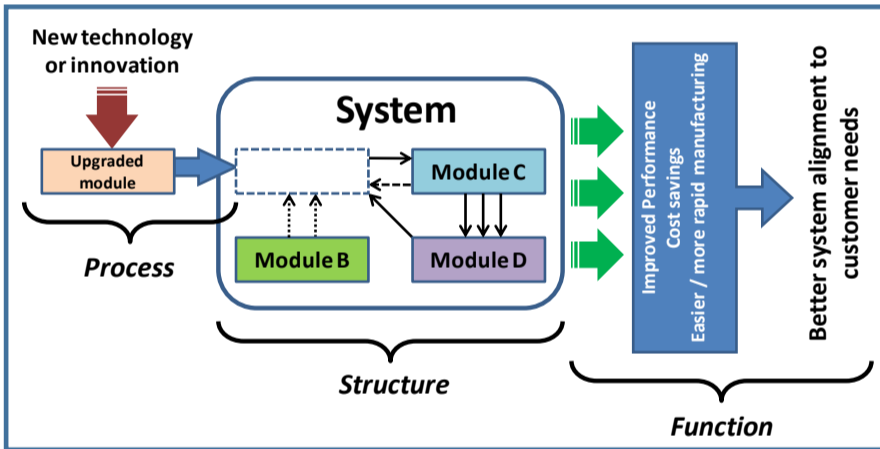 New technology
or innovation
Upgraded
module
Process
System
Module C
Module B
Module D
Structure
Improved Performance
Cost savings
Easier / more rapid manufacturing
Better system alignment to
customer needs
Function